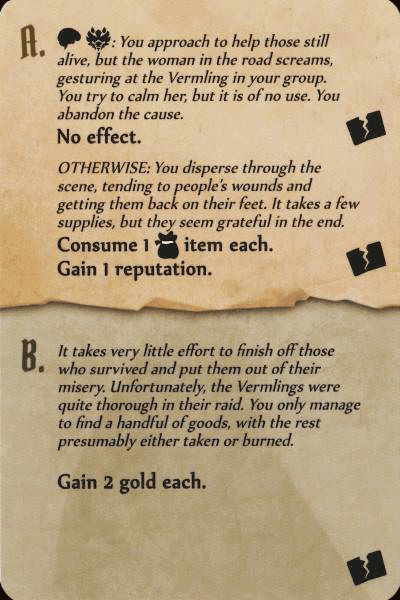 A. : You approach to help those still
alive, but the woman in the road screams,
gesturing at the Vermling in your group.
You try to calm her, but it is of no use. You
abandon the cause.
No effect.
OTHERWISE: You disperse through the
scene, tending to people's wounds and
getting them back on their feet. It takes a few
supplies, but they seem grateful in the end.
Consume 1 item each.
Gain 1 reputation.
B. It takes very little effort to finish off those
who survived and put them out of their
misery. Unfortunately, the Vermlings were
quite thorough in their raid. You only manage
to find a handful of goods, with the rest
presumably either taken or burned.
Gain 2 gold each.